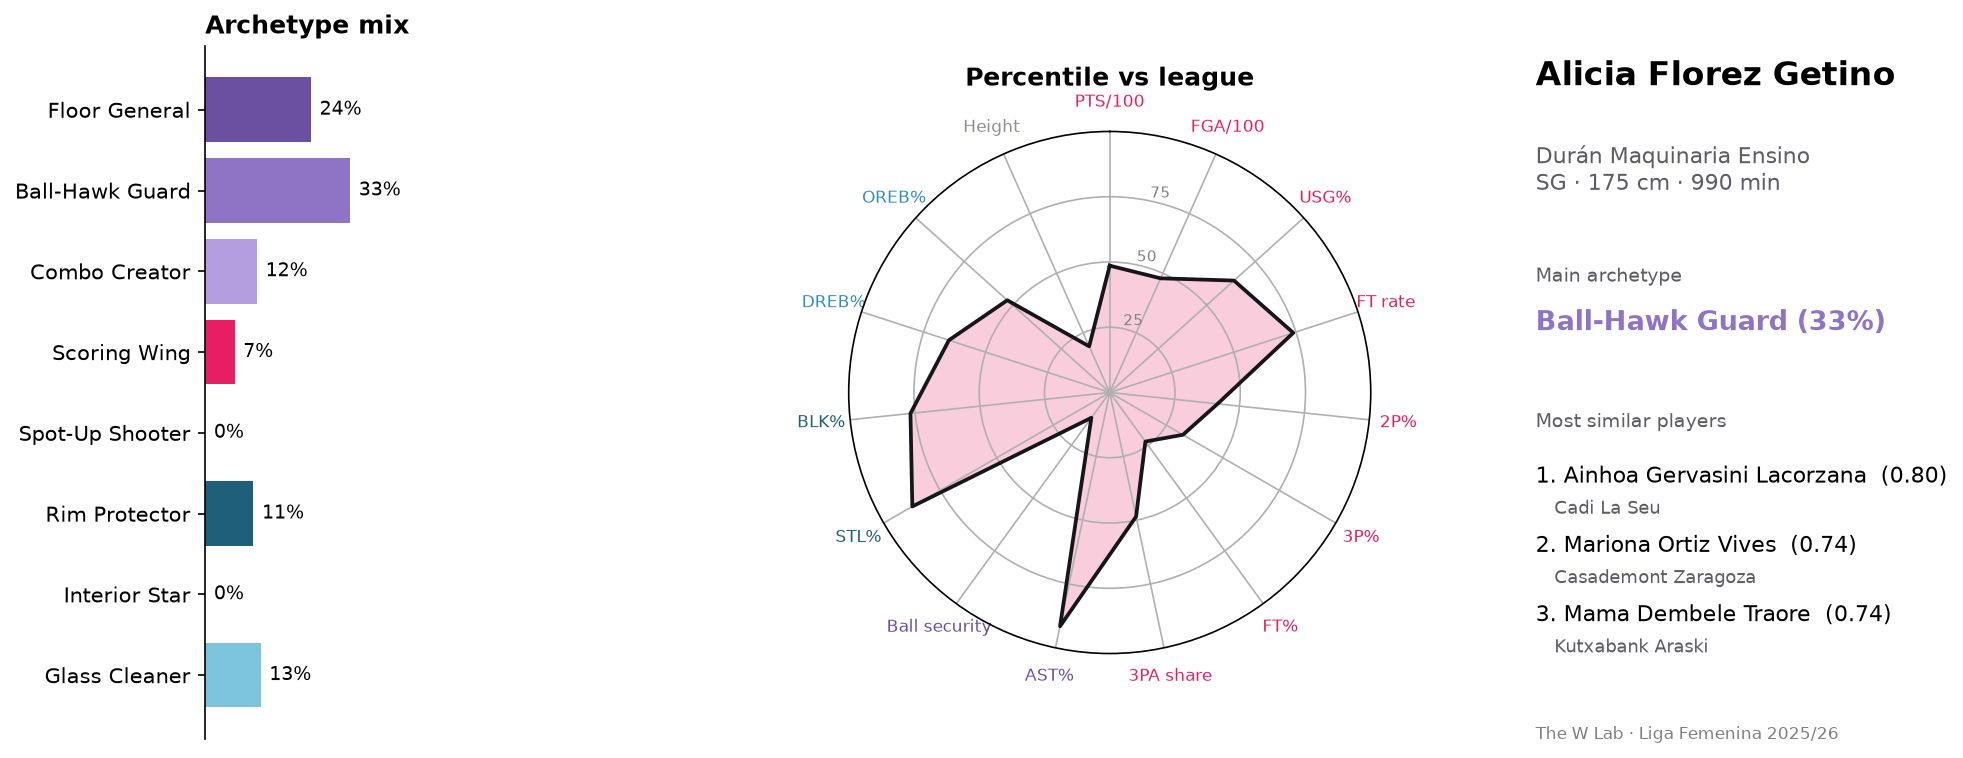 Archetype mix
Floor General
24%
Ball-Hawk Guard
33%
Combo Creator
12%
Scoring Wing
7%
Spot-Up Shooter
0%
Rim Protector
11%
Interior Star
0%
Glass Cleaner
13%
Percentile vs league
PTS/100
FGA/100
USG%
FT rate
2P%
3P%
FT%
3PA share
AST%
Ball security
STL%
BLK%
DREB%
OREB%
Height
75
50
25
Alicia Florez Getino
Durán Maquinaria Ensino
SG · 175 cm · 990 min
Main archetype
Ball-Hawk Guard (33%)
Most similar players
1. Ainhoa Gervasini Lacorzana (0.80)
Cadi La Seu
2. Mariona Ortiz Vives (0.74)
Casademont Zaragoza
3. Mama Dembele Traore (0.74)
Kutxabank Araski
The W Lab · Liga Femenina 2025/26